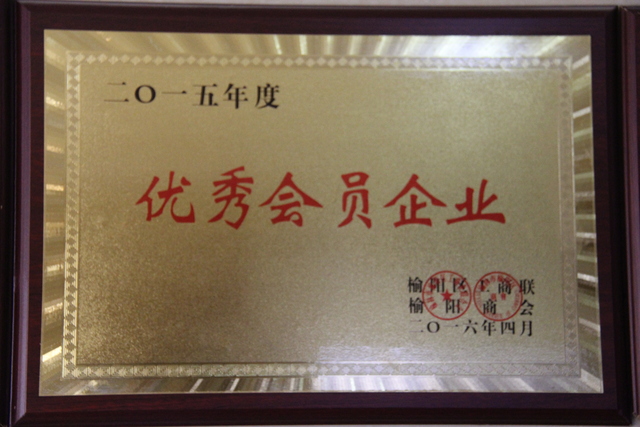 二〇一五年度
优秀会员企业
榆阳区工商联
榆阳商会
二〇一六年四月